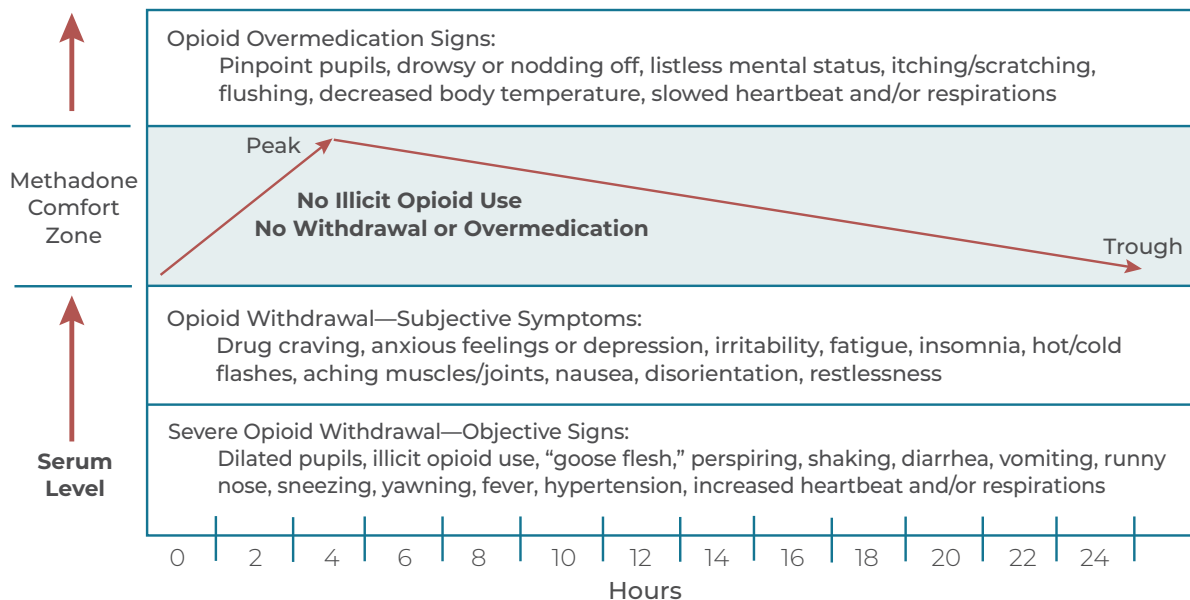 Opioid Overmedication Signs:
Pinpoint pupils, drowsy or nodding off, listless mental status, itching/scratching,
flushing, decreased body temperature, slowed heartbeat and/or respirations
Methadone
Comfort
Zone
Peak
No Illicit Opioid Use
No Withdrawal or Overmedication
Trough
Opioid Withdrawal—Subjective Symptoms:
Drug craving, anxious feelings or depression, irritability, fatigue, insomnia, hot/cold
flashes, aching muscles/joints, nausea, disorientation, restlessness
Severe Opioid Withdrawal—Objective Signs:
Dilated pupils, illicit opioid use, “goose flesh,” perspiring, shaking, diarrhea, vomiting, runny
nose, sneezing, yawning, fever, hypertension, increased heartbeat and/or respirations
Serum
Level
0 2 4 6 8 10 12 14 16 18 20 22 24
Hours